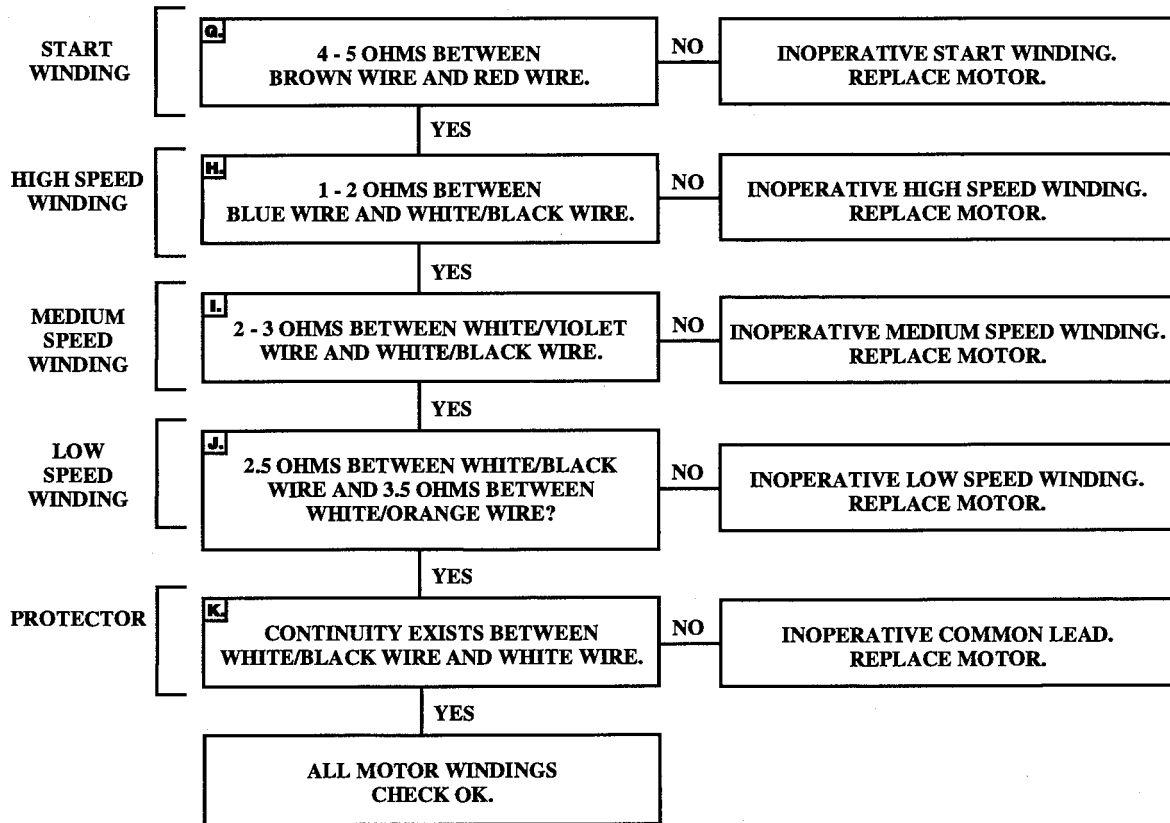 START
WINDING
G.
4 - 5 OHMS BETWEEN
BROWN WIRE AND RED WIRE.
NO
INOPERATIVE START WINDING.
REPLACE MOTOR.
YES
HIGH SPEED
WINDING
H.
1 - 2 OHMS BETWEEN
BLUE WIRE AND WHITE/BLACK WIRE.
NO
INOPERATIVE HIGH SPEED WINDING.
REPLACE MOTOR.
YES
MEDIUM
SPEED
WINDING
I.
2 - 3 OHMS BETWEEN WHITE/VIOLET
WIRE AND WHITE/BLACK WIRE.
NO
INOPERATIVE MEDIUM SPEED WINDING.
REPLACE MOTOR.
YES
LOW
SPEED
WINDING
J.
2.5 OHMS BETWEEN WHITE/BLACK
WIRE AND 3.5 OHMS BETWEEN
WHITE/ORANGE WIRE?
NO
INOPERATIVE LOW SPEED WINDING.
REPLACE MOTOR.
YES
PROTECTOR
K.
CONTINUITY EXISTS BETWEEN
WHITE/BLACK WIRE AND WHITE WIRE.
NO
INOPERATIVE COMMON LEAD.
REPLACE MOTOR.
YES
ALL MOTOR WINDINGS
CHECK OK.